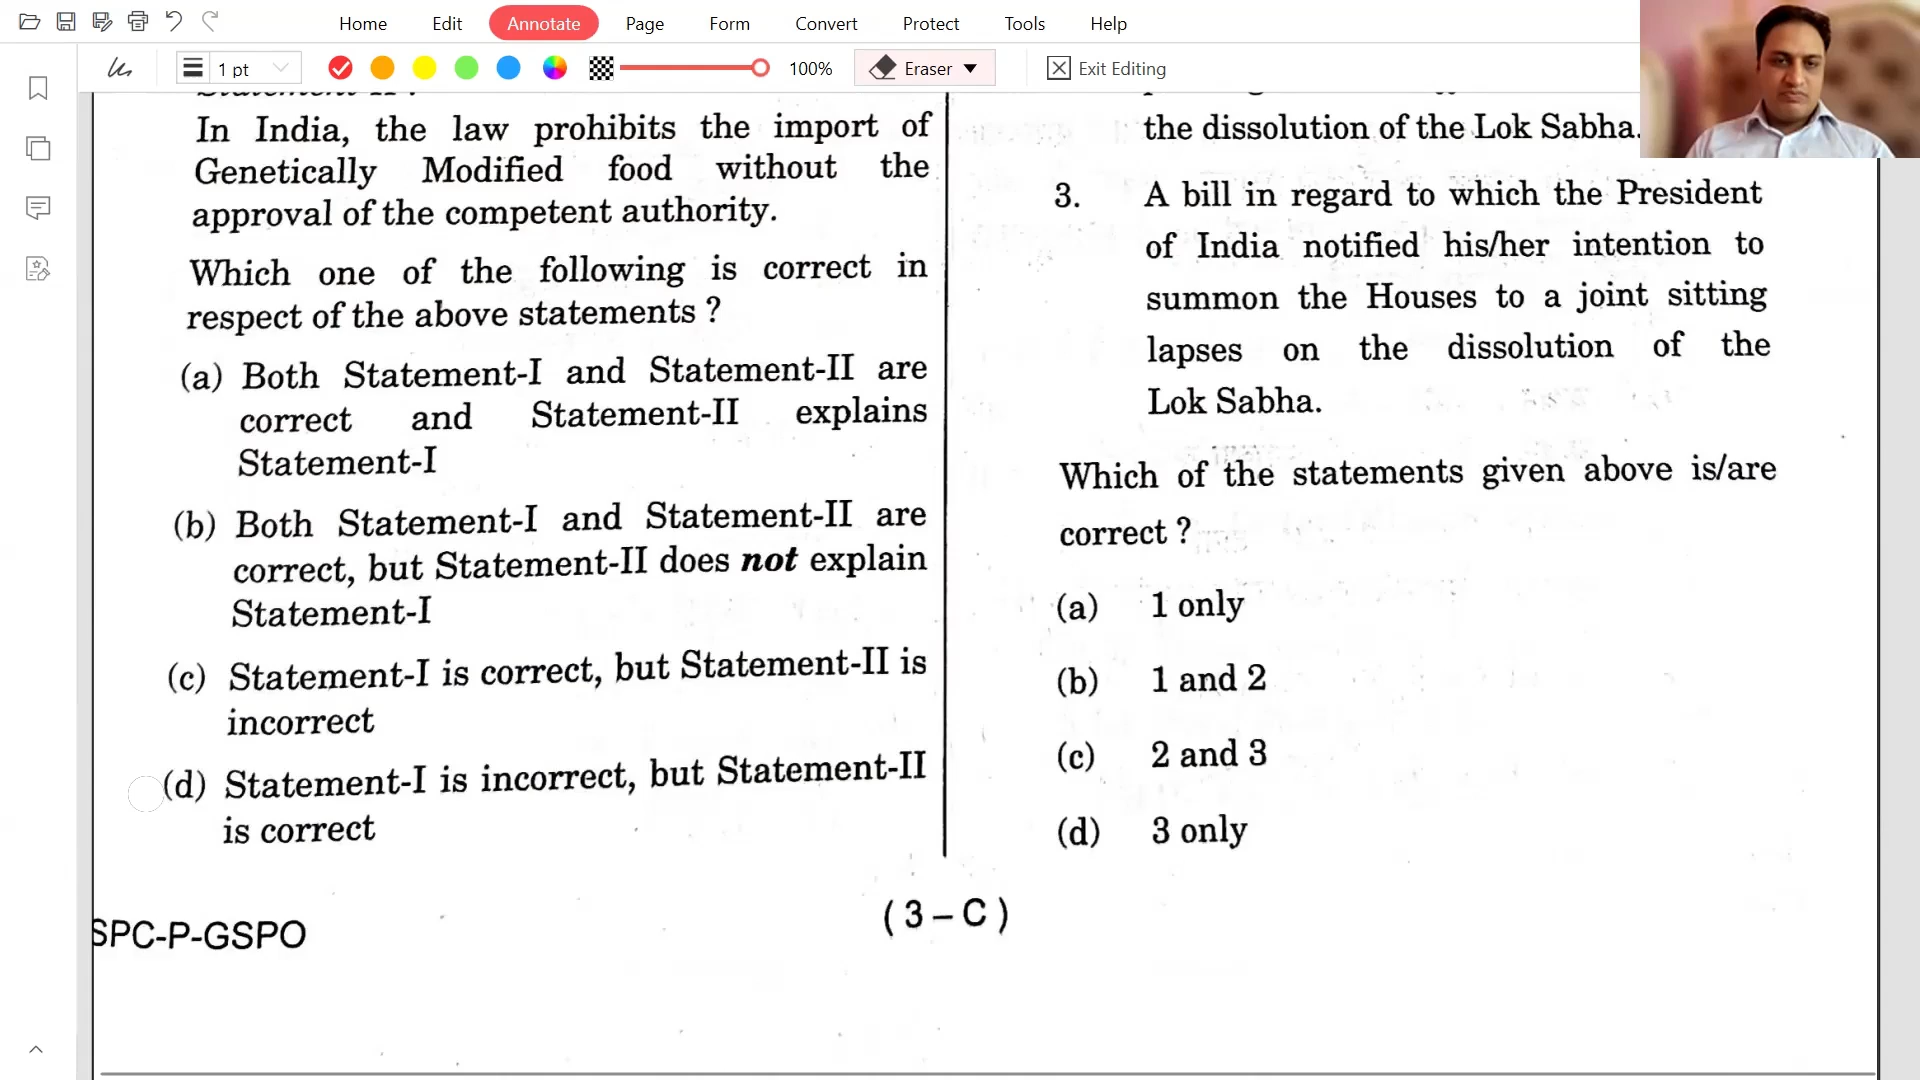 Home Edit Annotate Page Form Convert Protect Tools Help
1 pt 100% Eraser Exit Editing
In India, the law prohibits the import of
Genetically Modified food without the
approval of the competent authority.
Which one of the following is correct in
respect of the above statements ?
(a) Both Statement-I and Statement-II are
correct and Statement-II explains
Statement-I
(b) Both Statement-I and Statement-II are
correct, but Statement-II does not explain
Statement-I
(c) Statement-I is correct, but Statement-II is
incorrect
(d) Statement-I is incorrect, but Statement-II
is correct
the dissolution of the Lok Sabha.
3. A bill in regard to which the President
of India notified his/her intention to
summon the Houses to a joint sitting
lapses on the dissolution of the
Lok Sabha.
Which of the statements given above is/are
correct ?
(a) 1 only
(b) 1 and 2
(c) 2 and 3
(d) 3 only
SPC-P-GSPO
( 3 – C )